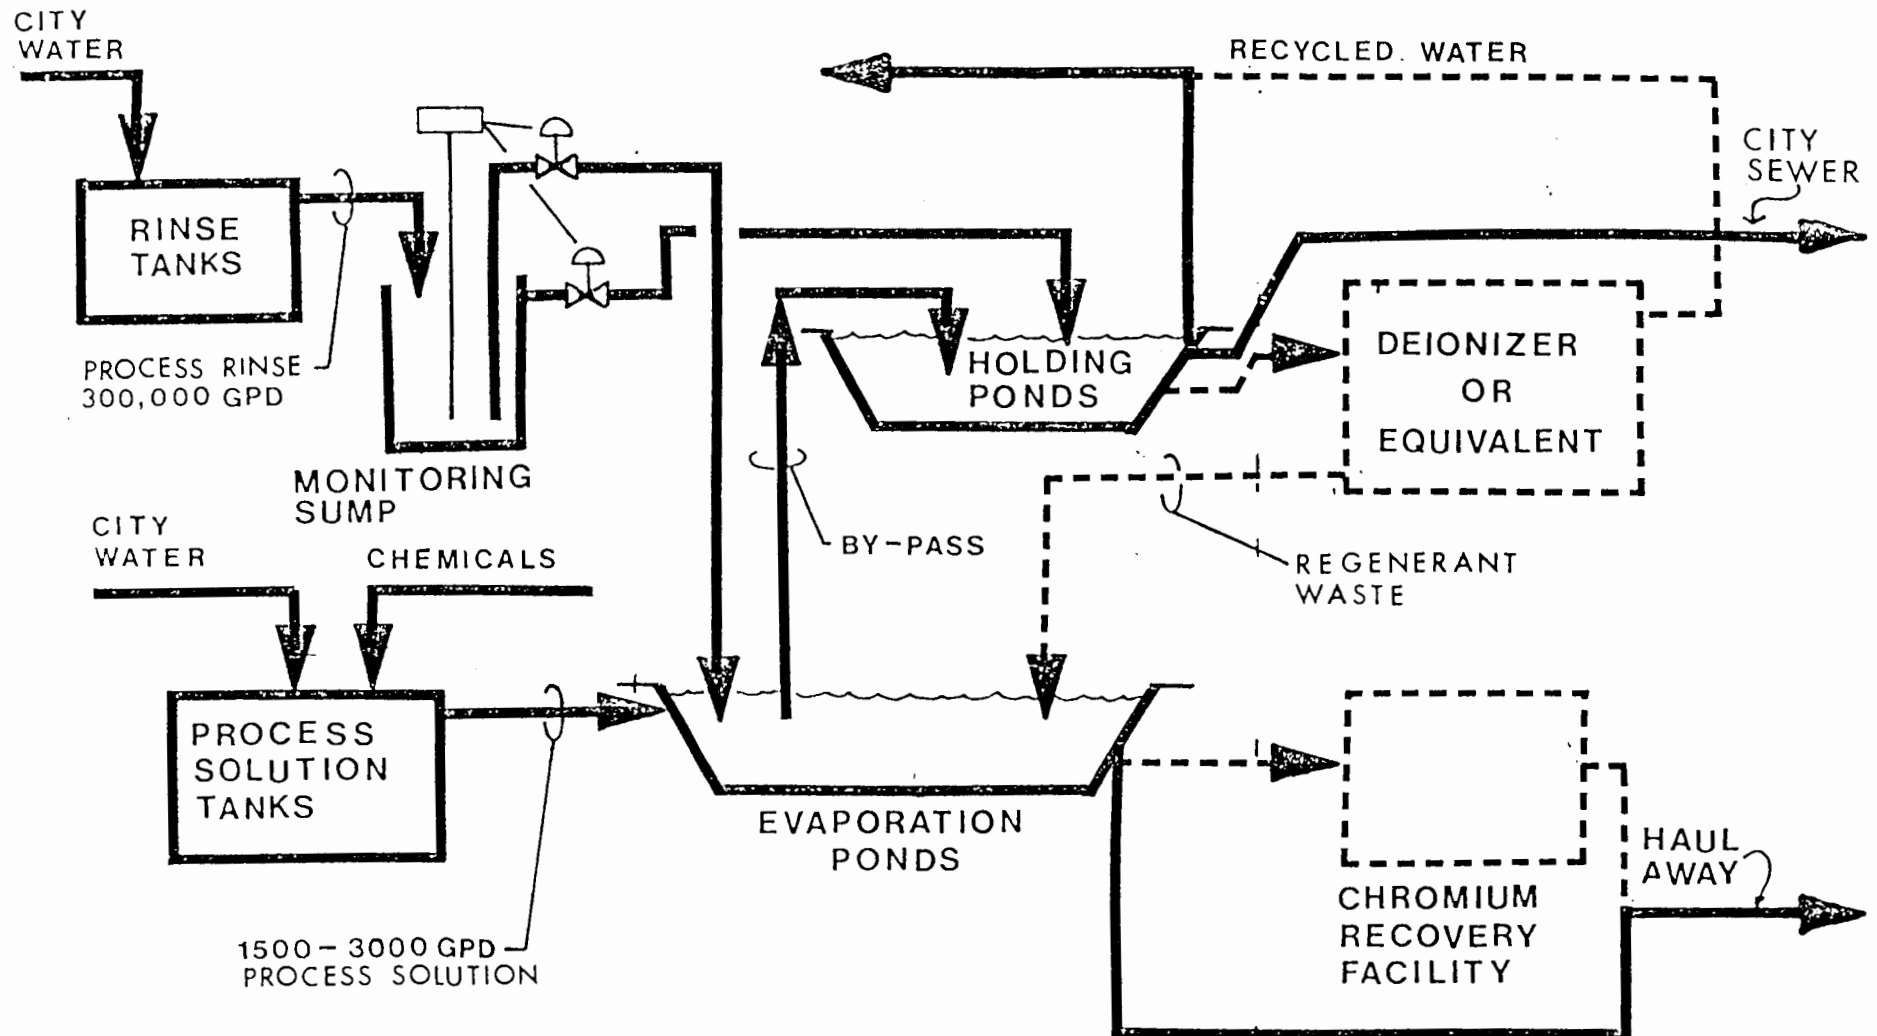 CITY
WATER
RECYCLED. WATER
CITY
SEWER
RINSE
TANKS
PROCESS RINSE
300,000 GPD
HOLDING
PONDS
DEIONIZER
OR
EQUIVALENT
MONITORING
SUMP
CITY
WATER
CHEMICALS
BY-PASS
REGENERANT
WASTE
PROCESS
SOLUTION
TANKS
EVAPORATION
PONDS
HAUL
AWAY
CHROMIUM
RECOVERY
FACILITY
1500-3000 GPD
PROCESS SOLUTION